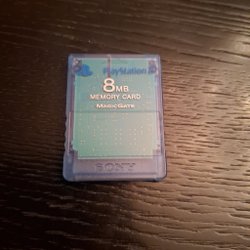 PlayStation 2
8MB
MEMORY CARD
MAGICGATE
SONY